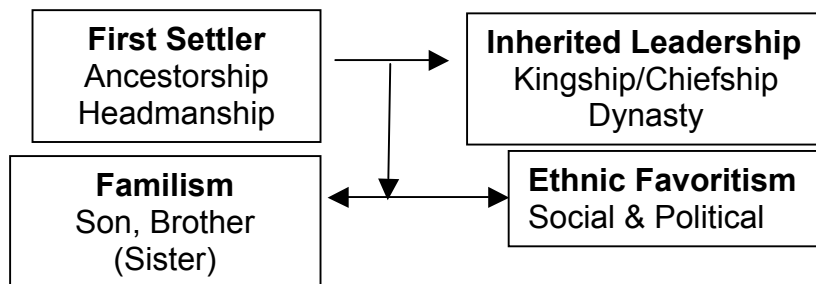 First Settler
Ancestorship
Headmanship
Inherited Leadership
Kingship/Chiefship
Dynasty
Familism
Son, Brother
(Sister)
Ethnic Favoritism
Social & Political